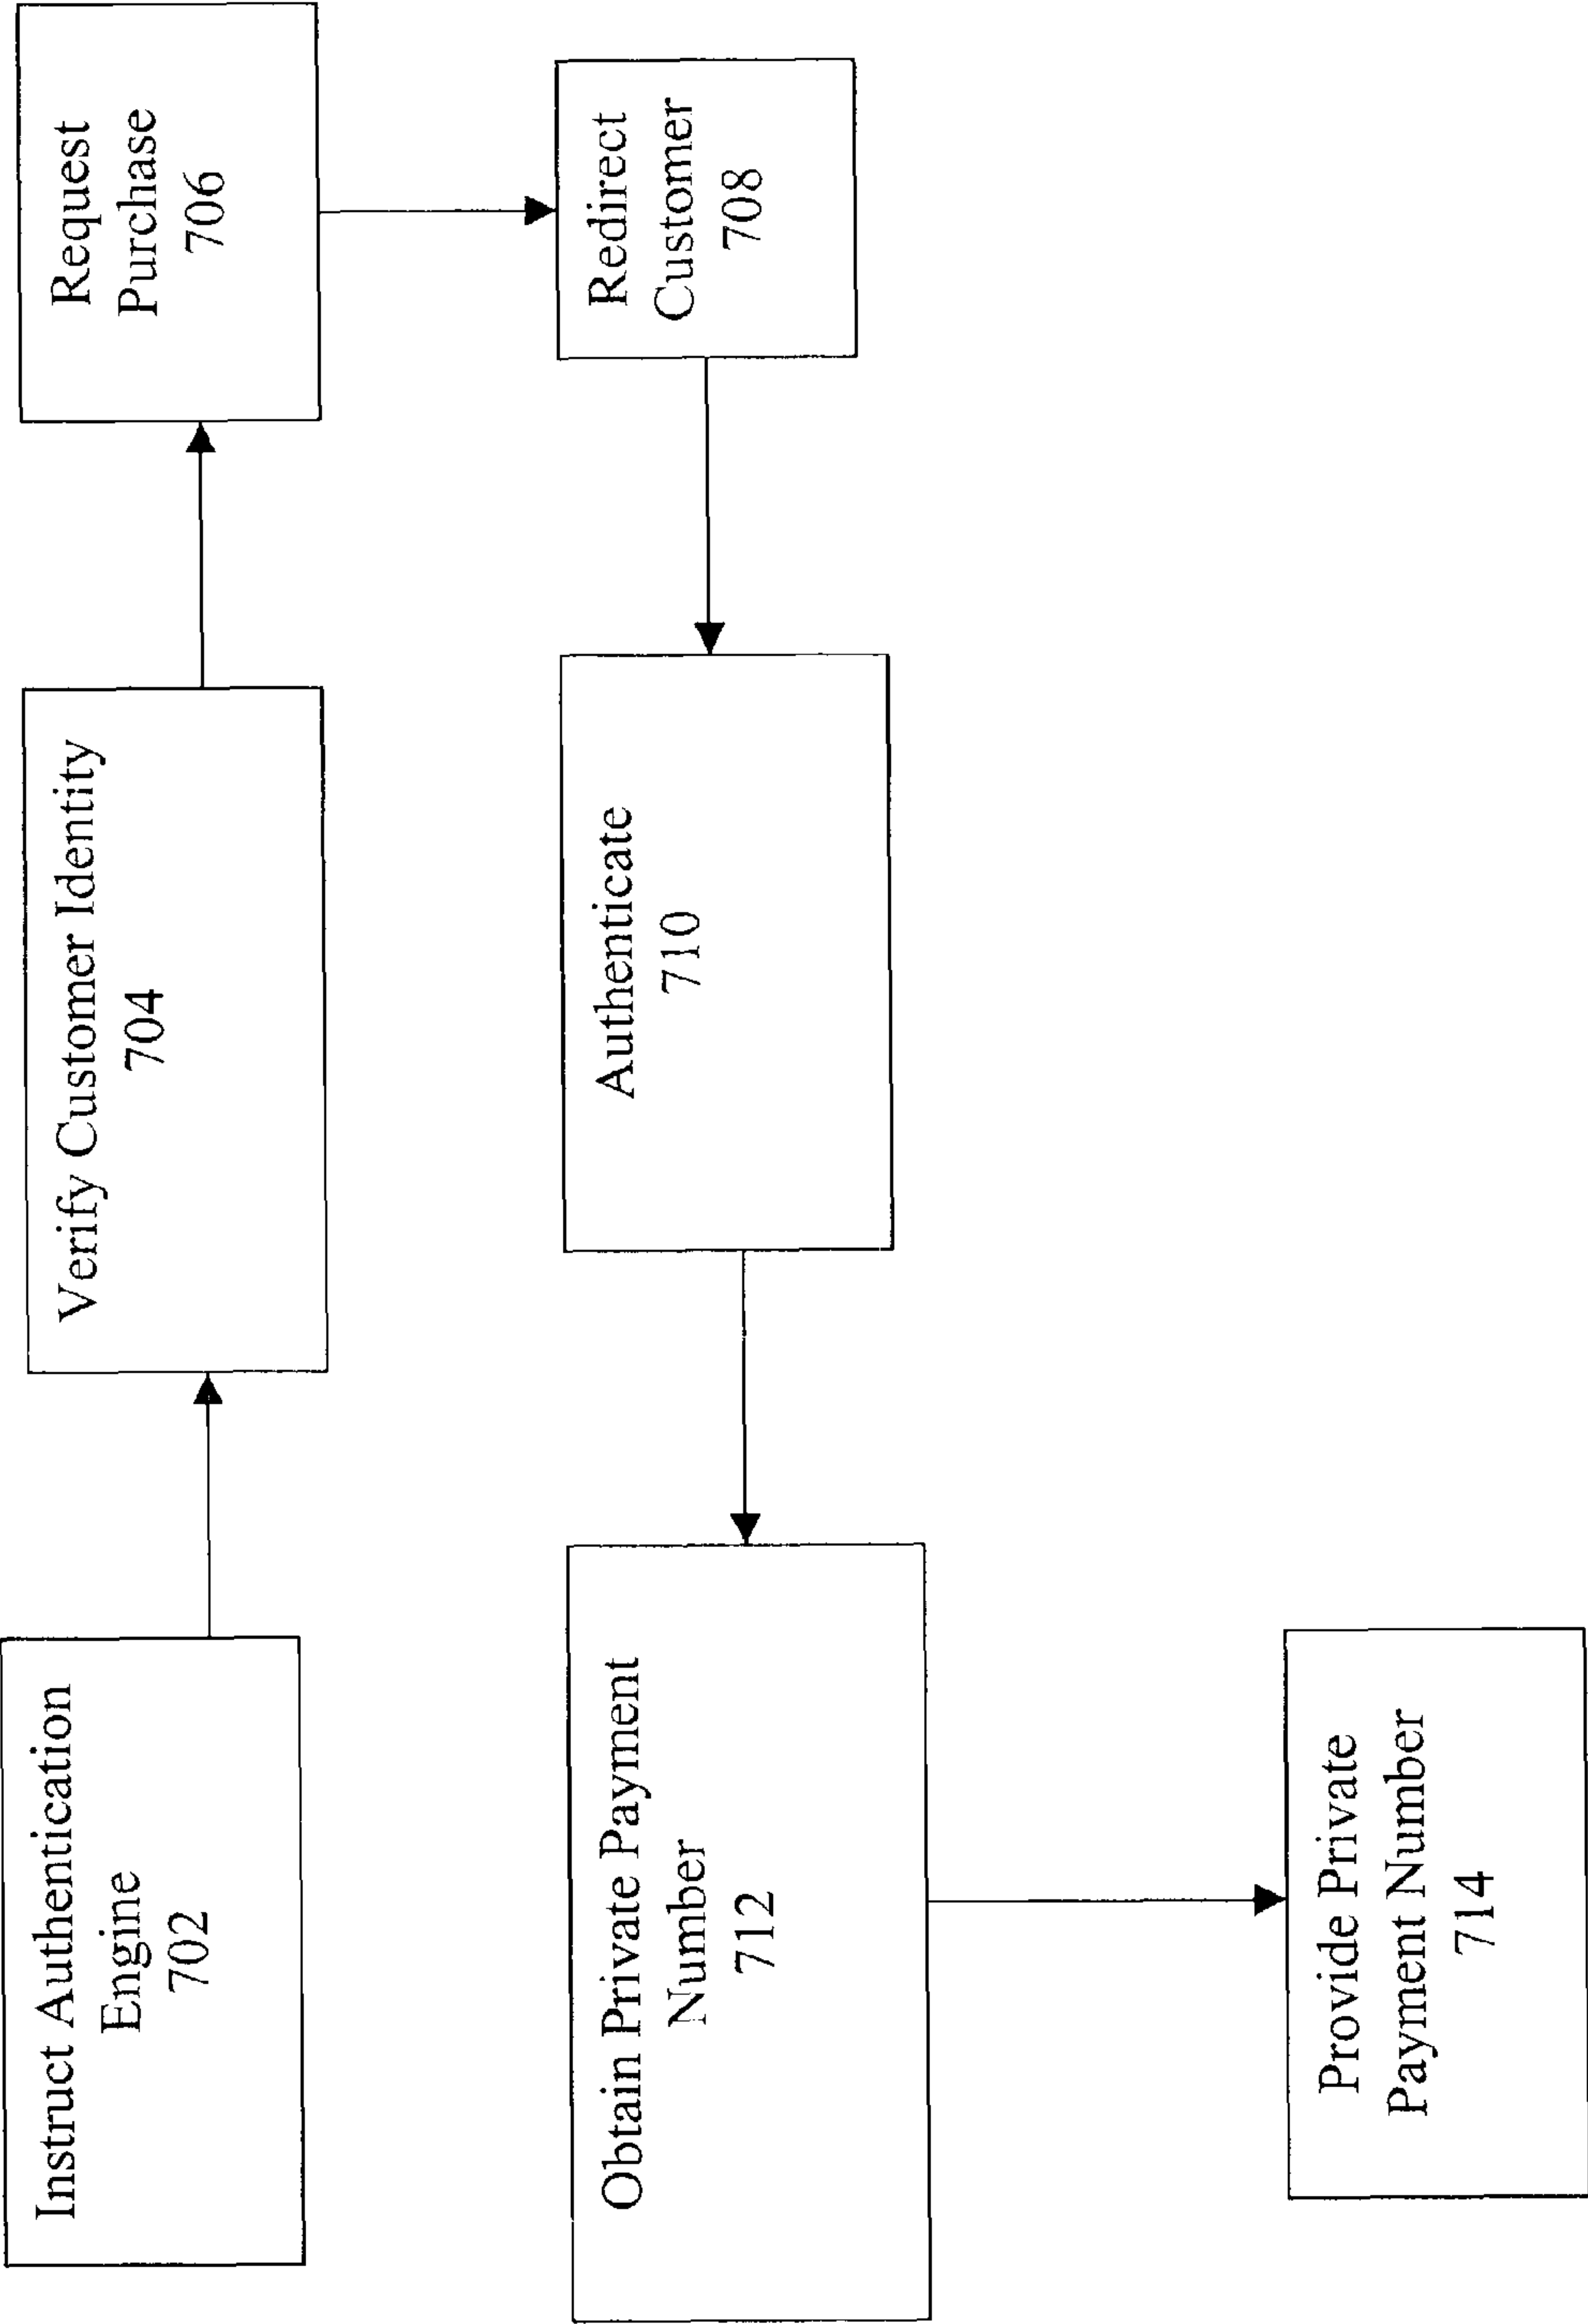 Instruct Authentication
Engine
702
Verify Customer Identity
704
Request
Purchase
706
Redirect
Customer
708
Authenticate
710
Obtain Private Payment
Number
712
Provide Private
Payment Number
714